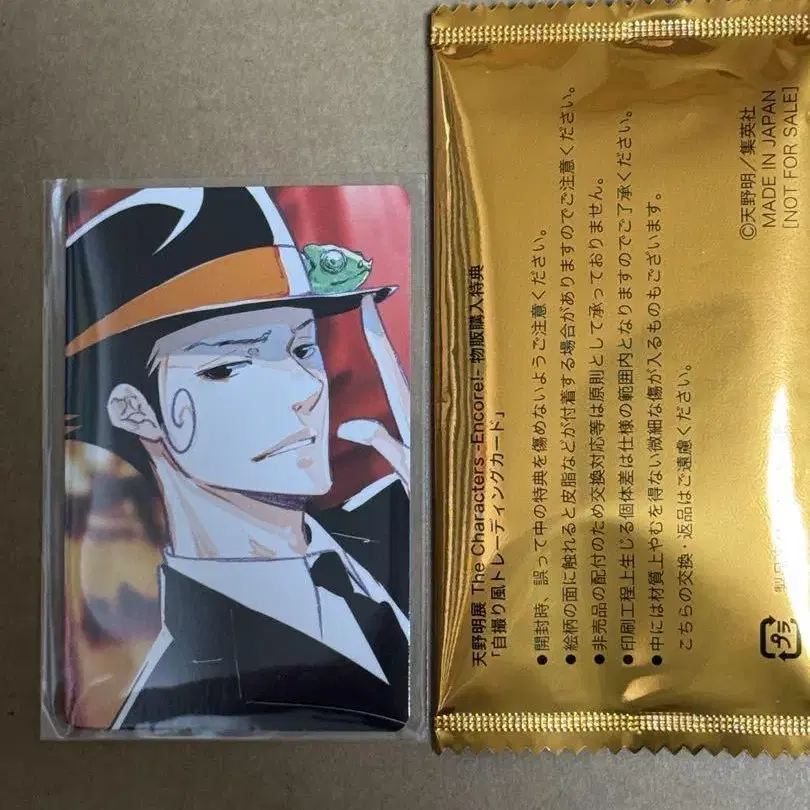 天野明展 The Characters -Encore!- 物販購入特典
「自撮り風トレーディングカード」
●開封時、誤って中の特典を傷めないようご注意ください。
●絵柄の面に触れると皮脂などが付着する場合がありますのでご注意ください。
●非売品の配付のため交換対応等は原則として承っておりません。
●印刷工程上生じる個体差は仕様の範囲内となりますのでご了承ください。
●中には材質上やむを得ない微細な傷が入るものもございます。
こちらの交換・返品はご遠慮ください。
©天野明／集英社
MADE IN JAPAN
[NOT FOR SALE]
プラ